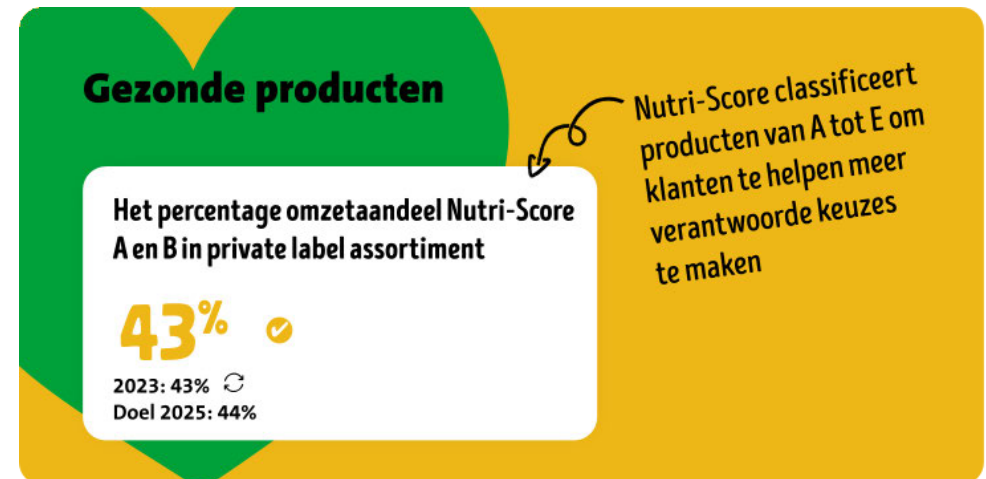 Gezonde producten
Nutri-Score classificeert
producten van A tot E om
klanten te helpen meer
verantwoorde keuzes
te maken
Het percentage omzetaandeel Nutri-Score
A en B in private label assortiment
43%
2023: 43%
Doel 2025: 44%